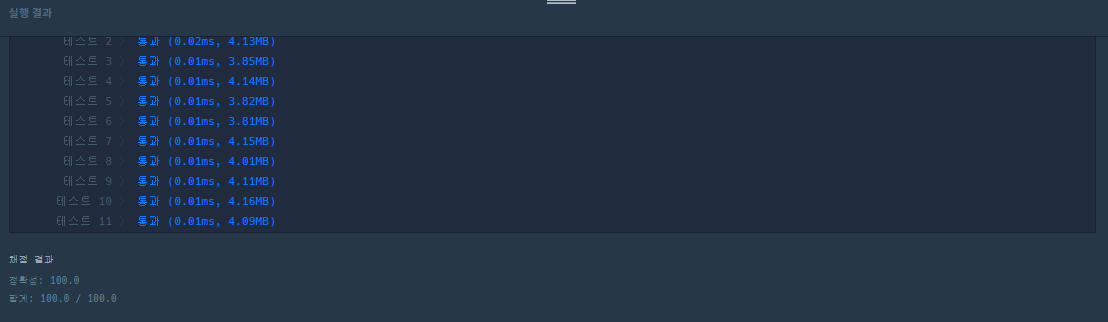 실행 결과
테스트 2 〉 통과 (0.02ms, 4.13MB)
테스트 3 〉 통과 (0.01ms, 3.85MB)
테스트 4 〉 통과 (0.01ms, 4.14MB)
테스트 5 〉 통과 (0.01ms, 3.82MB)
테스트 6 〉 통과 (0.01ms, 3.81MB)
테스트 7 〉 통과 (0.01ms, 4.15MB)
테스트 8 〉 통과 (0.01ms, 4.01MB)
테스트 9 〉 통과 (0.01ms, 4.11MB)
테스트 10 〉 통과 (0.01ms, 4.16MB)
테스트 11 〉 통과 (0.01ms, 4.09MB)
채점 결과
정확성: 100.0
합계: 100.0 / 100.0